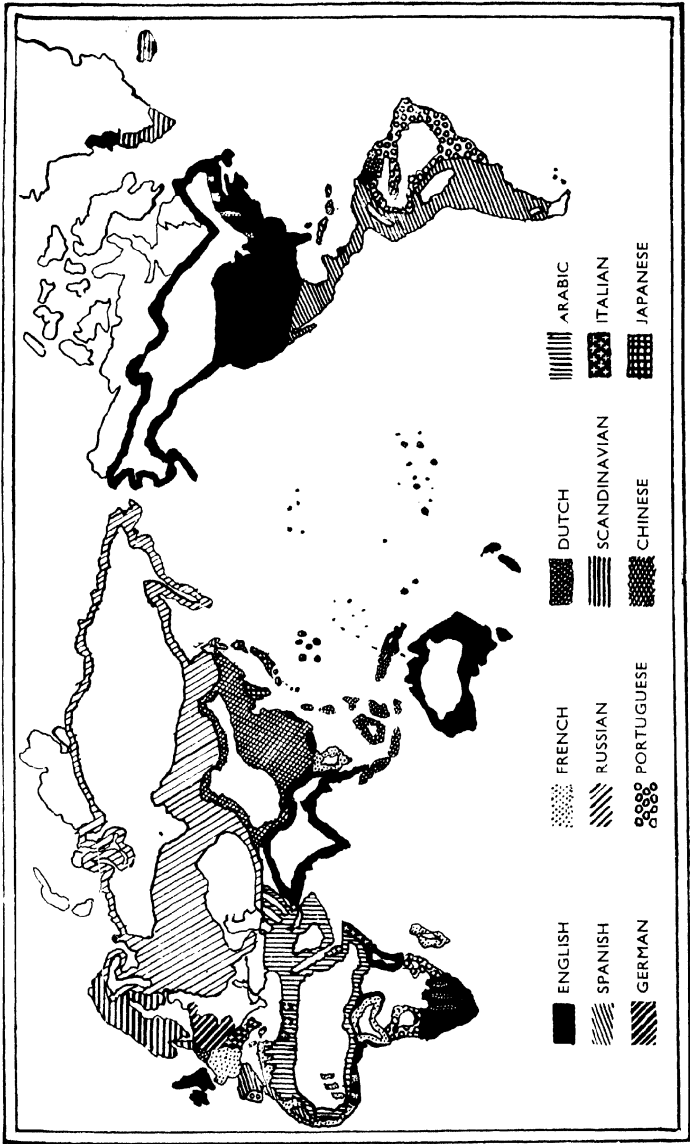 ENGLISH FRENCH DUTCH ARABIC
SPANISH RUSSIAN SCANDINAVIAN ITALIAN
GERMAN PORTUGUESE CHINESE JAPANESE